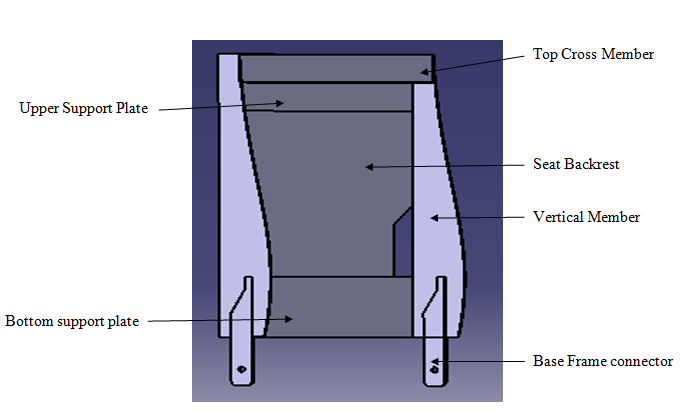 Top Cross Member
Upper Support Plate
Seat Backrest
Vertical Member
Bottom support plate
Base Frame connector